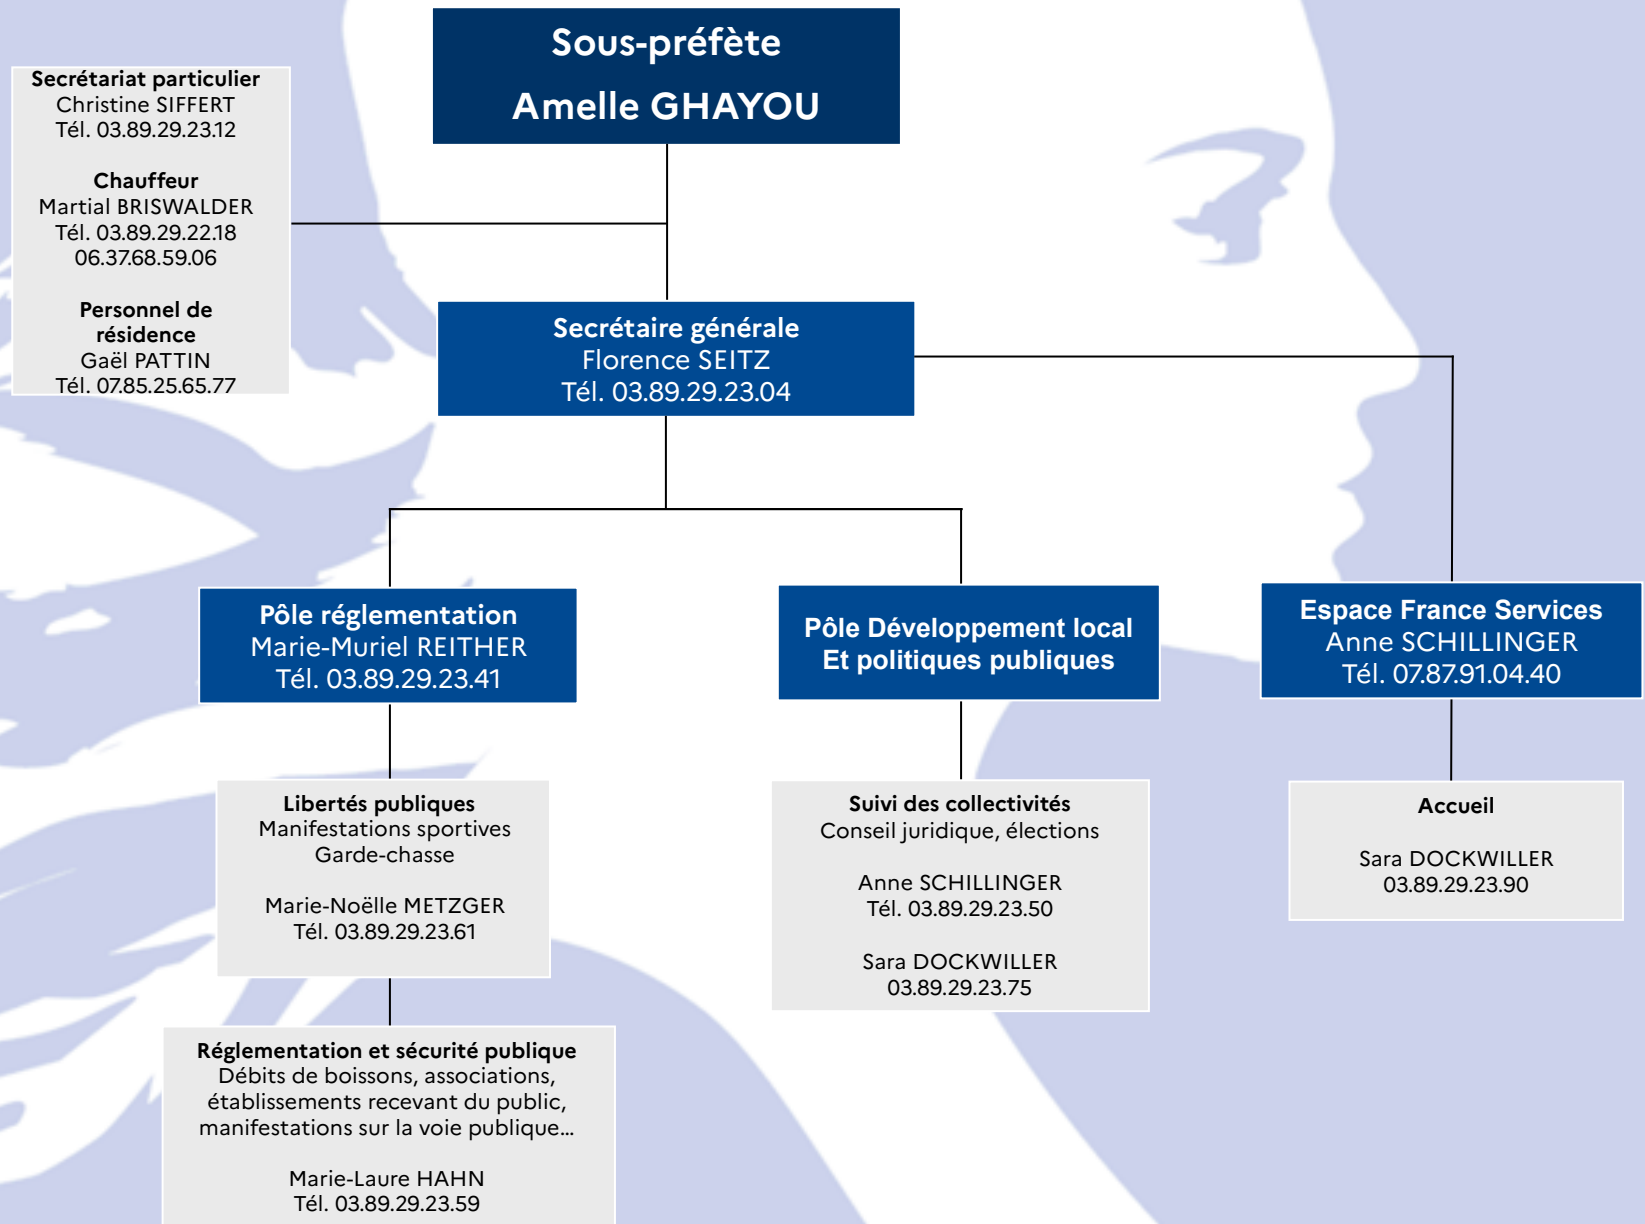 Sous-préfète
Amelle GHAYOU
Secrétariat particulier
Christine SIFFERT
Tél. 03.89.29.23.12
Chauffeur
Martial BRISWALDER
Tél. 03.89.29.22.18
06.37.68.59.06
Personnel de
résidence
Gaël PATTIN
Tél. 07.85.25.65.77
Secrétaire générale
Florence SEITZ
Tél. 03.89.29.23.04
Pôle réglementation
Marie-Muriel REITHER
Tél. 03.89.29.23.41
Pôle Développement local
Et politiques publiques
Espace France Services
Anne SCHILLINGER
Tél. 07.87.91.04.40
Libertés publiques
Manifestations sportives
Garde-chasse
Marie-Noëlle METZGER
Tél. 03.89.29.23.61
Suivi des collectivités
Conseil juridique, élections
Anne SCHILLINGER
Tél. 03.89.29.23.50
Sara DOCKWILLER
03.89.29.23.75
Accueil
Sara DOCKWILLER
03.89.29.23.90
Réglementation et sécurité publique
Débits de boissons, associations,
établissements recevant du public,
manifestations sur la voie publique…
Marie-Laure HAHN
Tél. 03.89.29.23.59